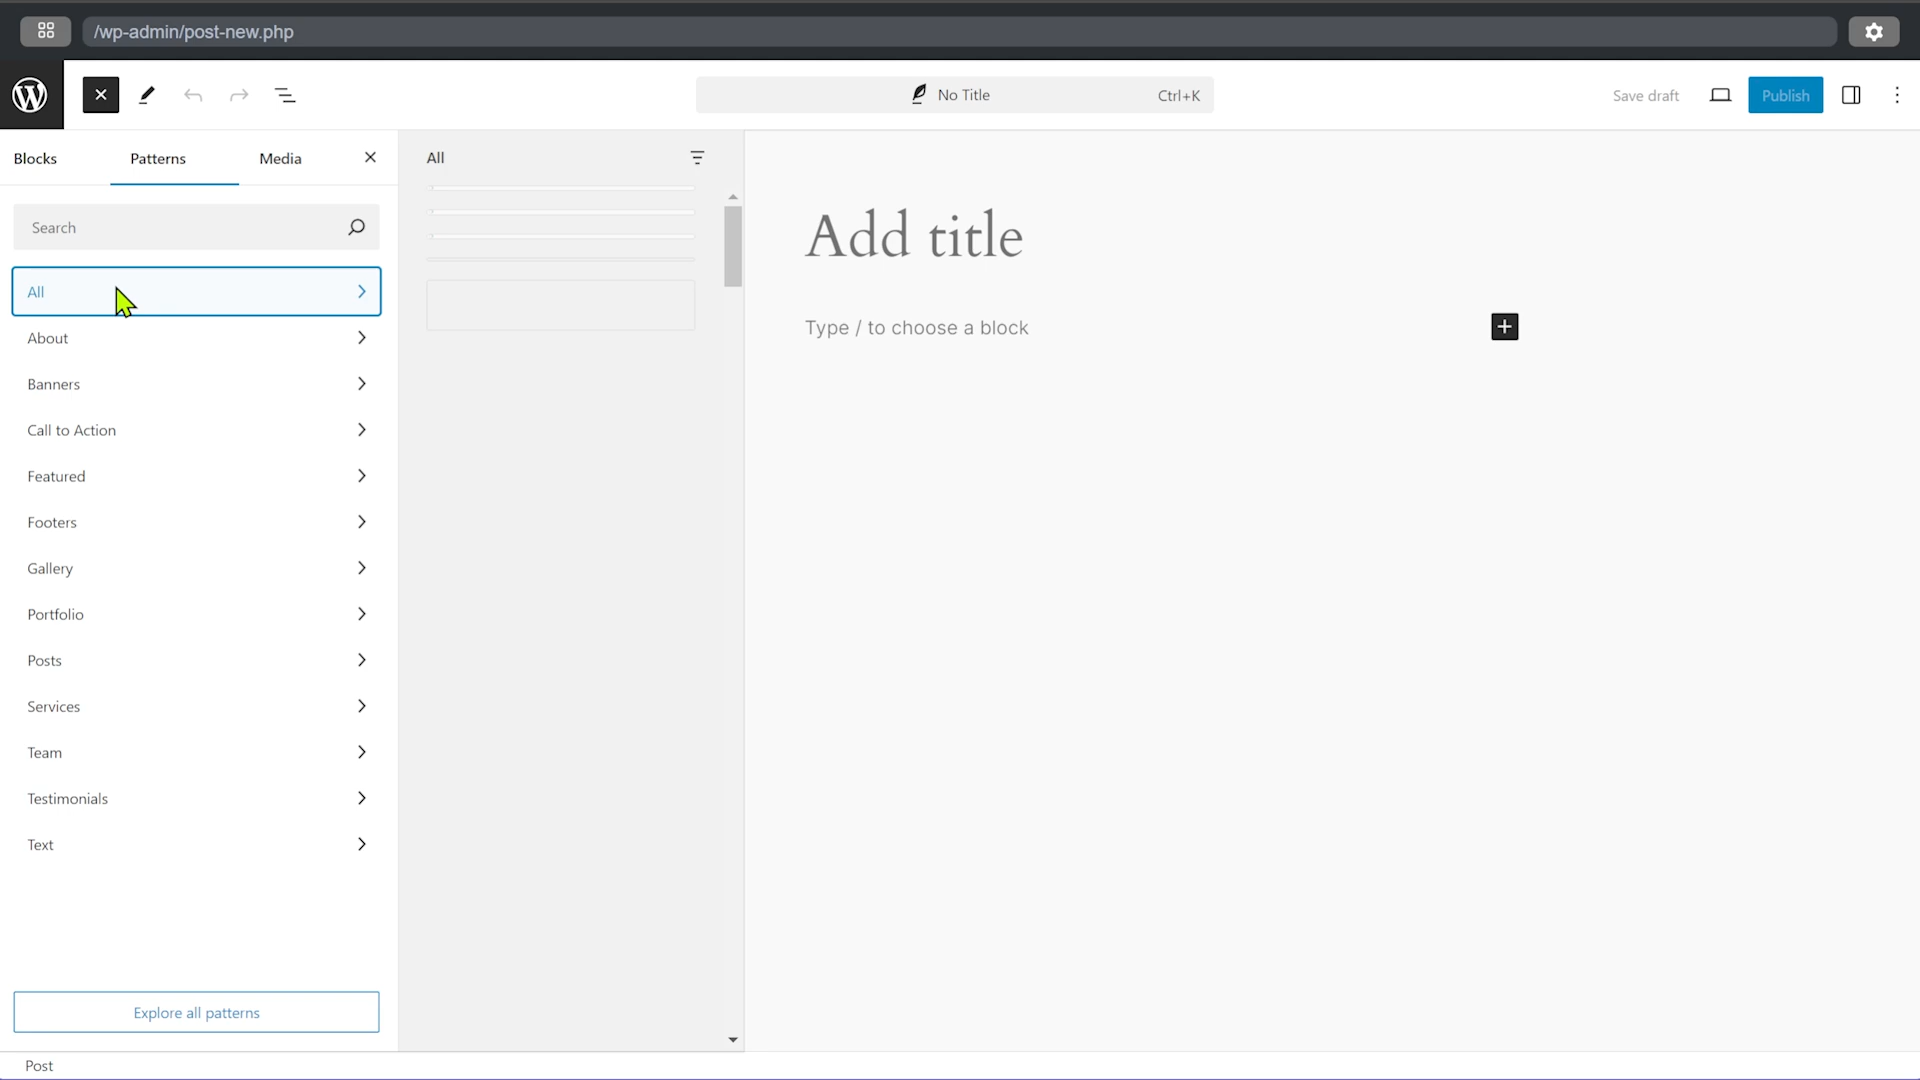 /wp-admin/post-new.php
No Title
Ctrl+K
Save draft
Publish
Blocks
Patterns
Media
Search
All
About
Banners
Call to Action
Featured
Footers
Gallery
Portfolio
Posts
Services
Team
Testimonials
Text
Explore all patterns
All
Add title
Type / to choose a block
Post